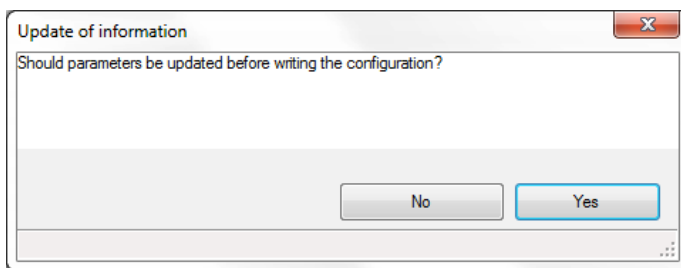 Update of information
Should parameters be updated before writing the configuration?
No
Yes